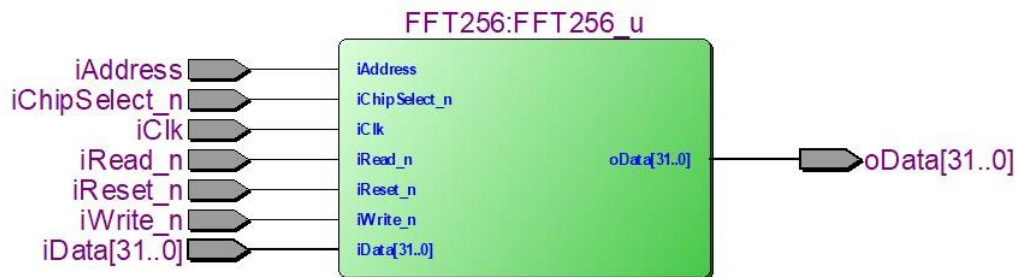 FFT256:FFT256_u
iAddress
iChipSelect_n
iClk
iRead_n
iReset_n
iWrite_n
iData[31..0]
iAddress
iChipSelect_n
iClk
iRead_n
iReset_n
iWrite_n
iData[31..0]
oData[31..0]
oData[31..0]